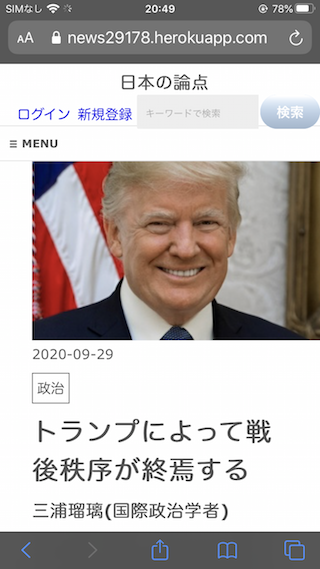 SIMなし 20:49 78%
AA news29178.herokuapp.com
日本の論点
ログイン 新規登録 キーワードで検索 検索
≡ MENU
2020-09-29
政治
トランプによって戦
後秩序が終焉する
三浦瑠璃(国際政治学者)